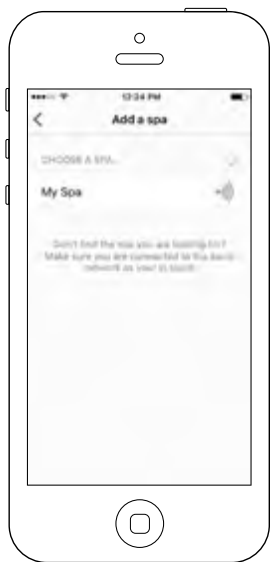 12:34 PM
Add a spa
CHOOSE A SPA...
My Spa
Don't find the spa you are looking for?
Make sure you are connected to the same
network as your in.touch